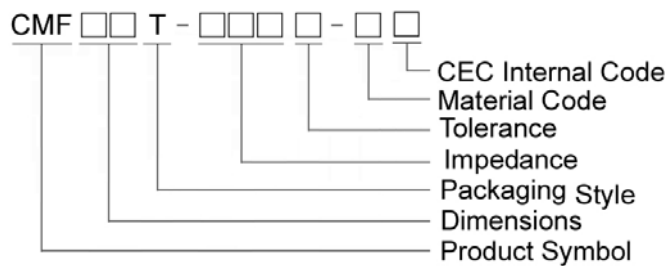 CMF□□ T - □□□ □ - □ □
CEC Internal Code
Material Code
Tolerance
Impedance
Packaging Style
Dimensions
Product Symbol